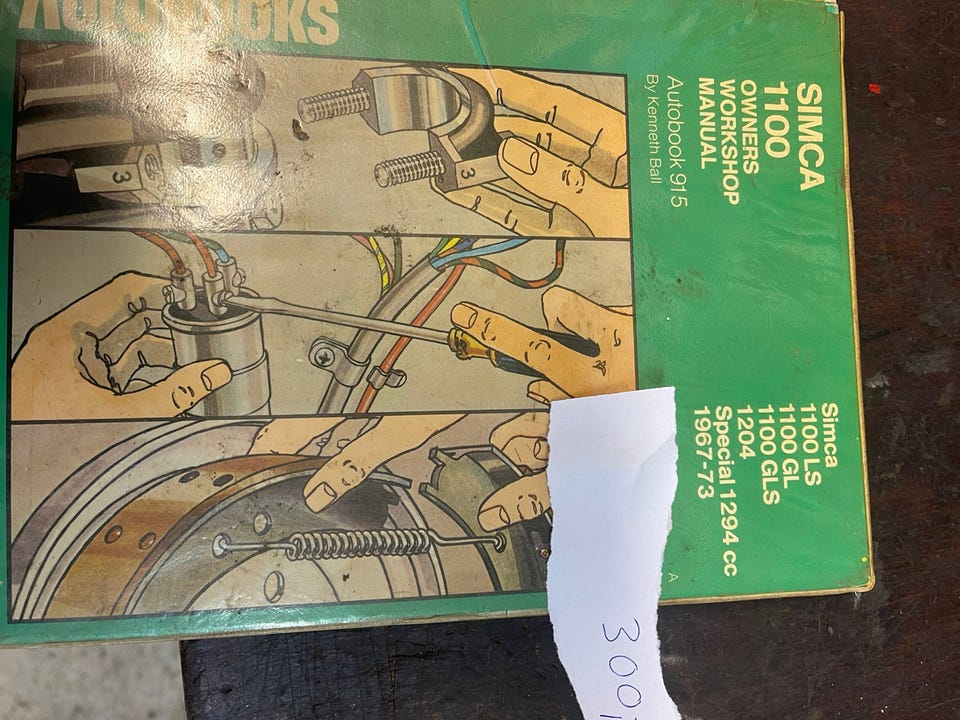 SIMCA
1100
OWNERS
WORKSHOP
MANUAL
Autobook 915
By Kenneth Ball
Simca
1100 LS
1100 GL
1100 GLS
1204
Special 1294 cc
1967-73
A
3
3